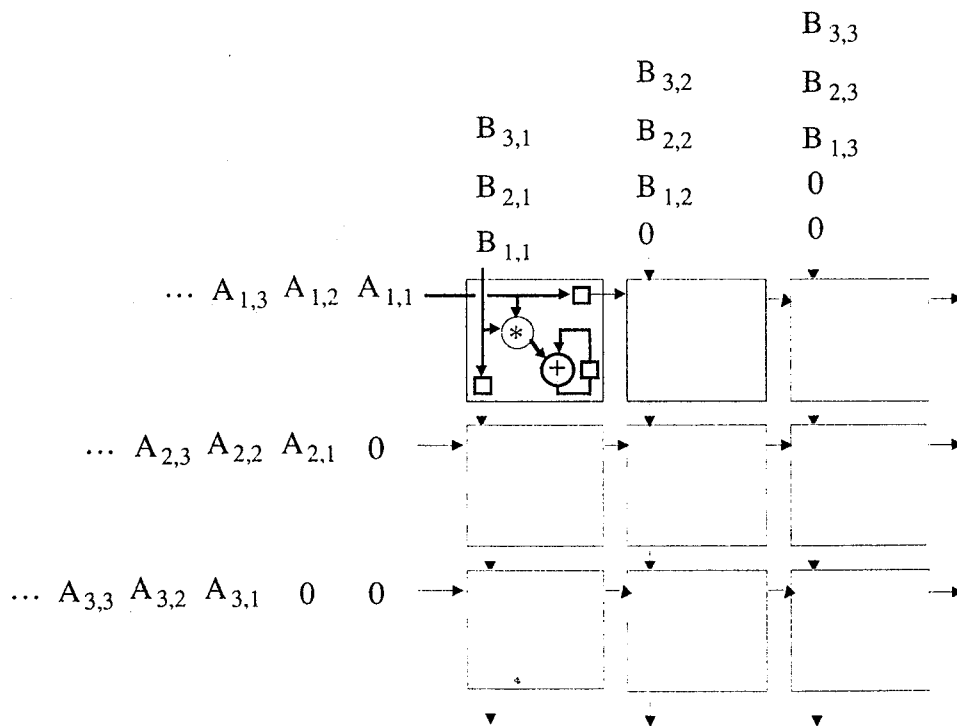 B 3,3
B 3,2
B 2,3
B 3,1
B 2,2
B 1,3
B 2,1
B 1,2
0
B 1,1
0
0
... A 1,3 A 1,2 A 1,1
*
+
... A 2,3 A 2,2 A 2,1 0
... A 3,3 A 3,2 A 3,1 0 0